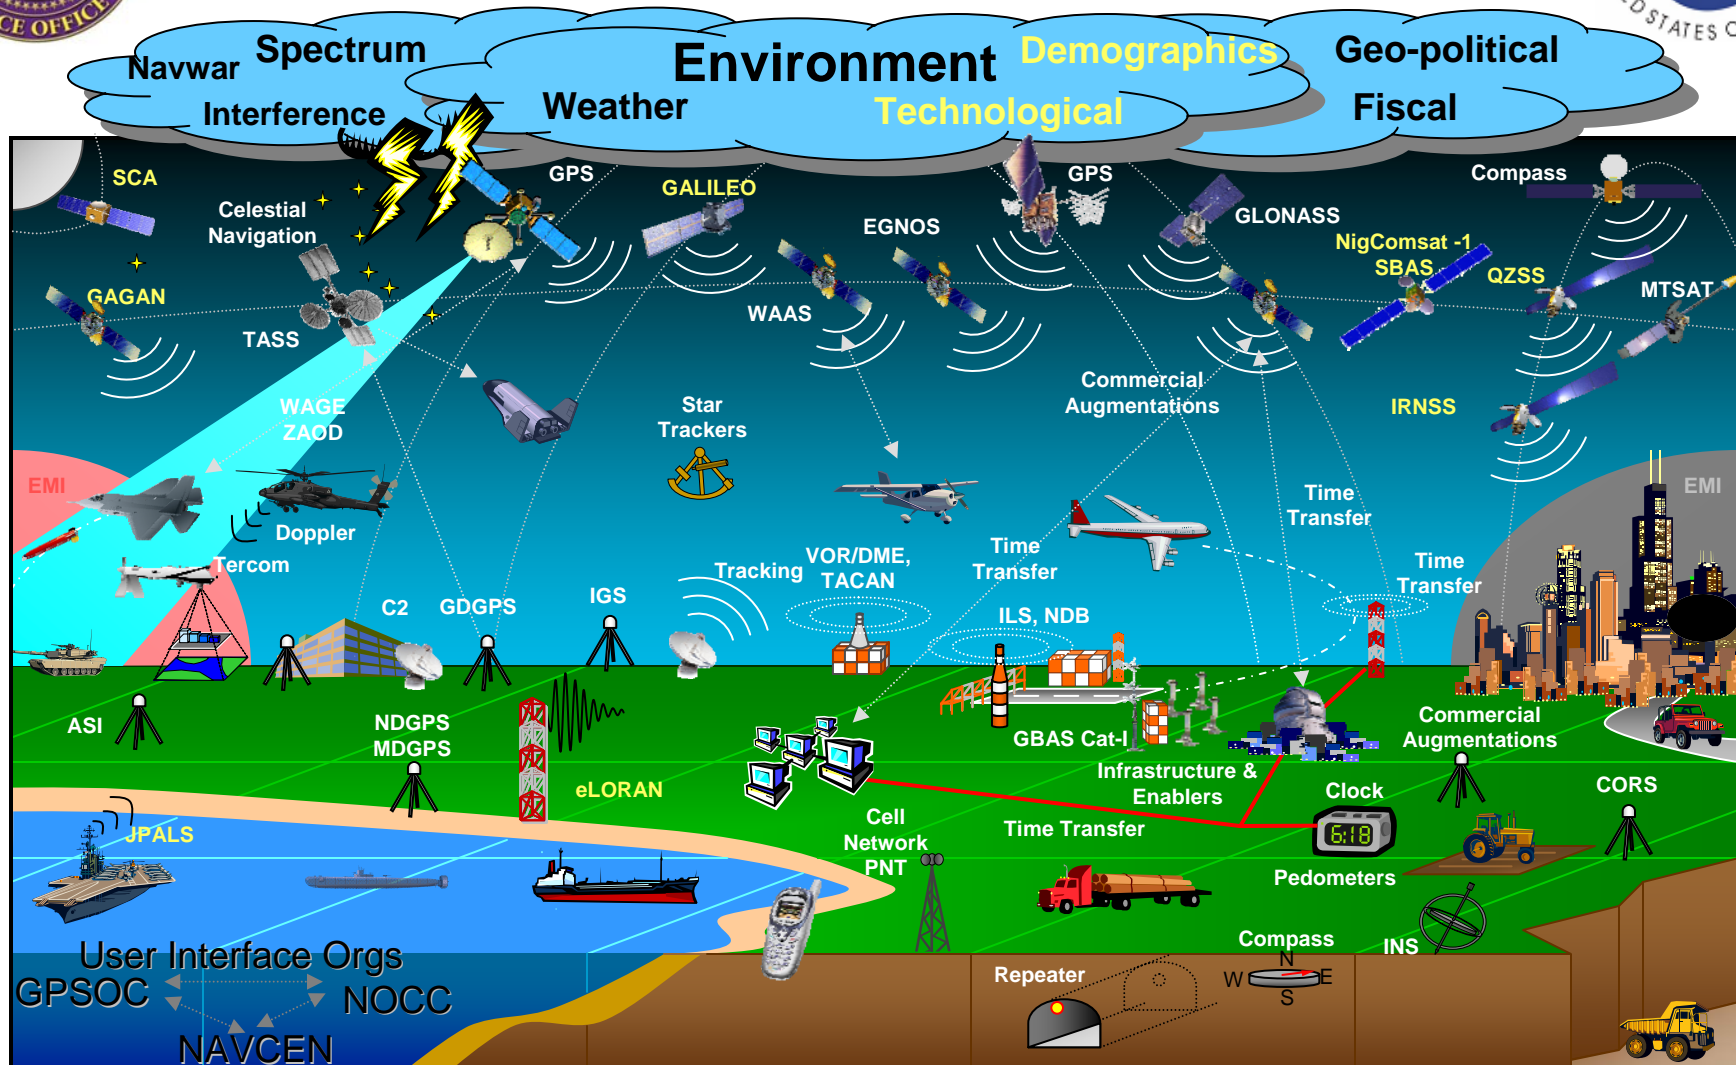 CE OFFICE
D STATES O
Navwar
Spectrum
Interference
Weather
Environment
Demographics
Technological
Geo-political
Fiscal
SCA
Celestial
Navigation
GPS
GALILEO
EGNOS
GPS
GLONASS
Compass
NigComsat -1
SBAS
QZSS
MTSAT
GAGAN
TASS
WAAS
WAGE
ZAOD
Star
Trackers
Commercial
Augmentations
IRNSS
EMI
EMI
Doppler
Tercom
Time
Transfer
Time
Transfer
Time
Transfer
VOR/DME,
TACAN
Tracking
C2
GDGPS
IGS
ILS, NDB
ASI
NDGPS
MDGPS
GBAS Cat-I
Commercial
Augmentations
eLORAN
Infrastructure &
Enablers
Clock
CORS
6:18
JPALS
Cell
Network
PNT
Time Transfer
Pedometers
INS
Compass
N
W
E
S
Repeater
User Interface Orgs
GPSOC
NOCC
NAVCEN